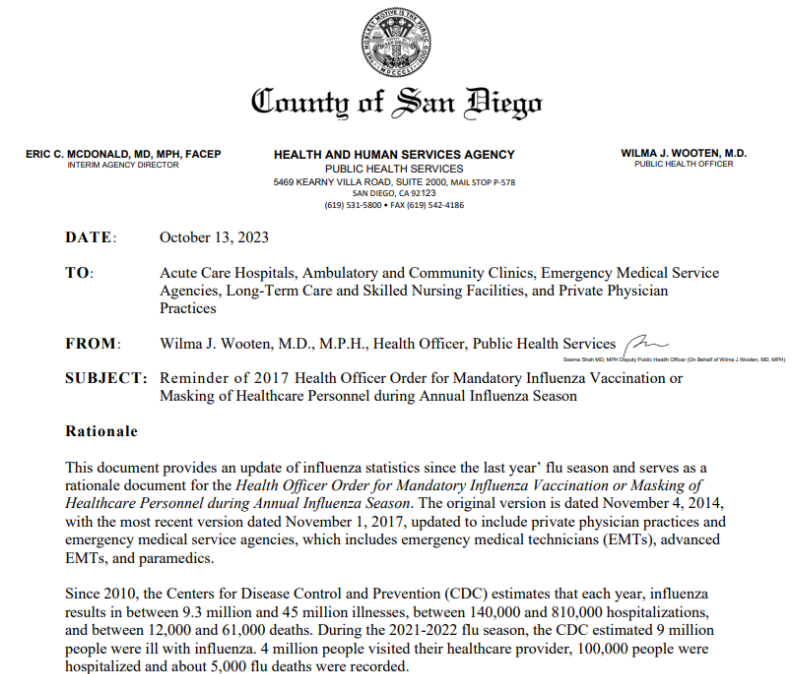 County of San Diego
ERIC C. MCDONALD, MD, MPH, FACEP
INTERIM AGENCY DIRECTOR
HEALTH AND HUMAN SERVICES AGENCY
PUBLIC HEALTH SERVICES
5469 KEARNY VILLA ROAD, SUITE 2000, MAIL STOP P-578
SAN DIEGO, CA 92123
(619) 531-5800 • FAX (619) 542-4186
WILMA J. WOOTEN, M.D.
PUBLIC HEALTH OFFICER
DATE: October 13, 2023
TO: Acute Care Hospitals, Ambulatory and Community Clinics, Emergency Medical Service
Agencies, Long-Term Care and Skilled Nursing Facilities, and Private Physician
Practices
FROM: Wilma J. Wooten, M.D., M.P.H., Health Officer, Public Health Services
Seema Shah MD, MPH Deputy Public Health Officer (On Behalf of Wilma J Wooten, MD, MPH)
SUBJECT: Reminder of 2017 Health Officer Order for Mandatory Influenza Vaccination or
Masking of Healthcare Personnel during Annual Influenza Season
Rationale
This document provides an update of influenza statistics since the last year’ flu season and serves as a
rationale document for the Health Officer Order for Mandatory Influenza Vaccination or Masking of
Healthcare Personnel during Annual Influenza Season. The original version is dated November 4, 2014,
with the most recent version dated November 1, 2017, updated to include private physician practices and
emergency medical service agencies, which includes emergency medical technicians (EMTs), advanced
EMTs, and paramedics.
Since 2010, the Centers for Disease Control and Prevention (CDC) estimates that each year, influenza
results in between 9.3 million and 45 million illnesses, between 140,000 and 810,000 hospitalizations,
and between 12,000 and 61,000 deaths. During the 2021-2022 flu season, the CDC estimated 9 million
people were ill with influenza. 4 million people visited their healthcare provider, 100,000 people were
hospitalized and about 5,000 flu deaths were recorded.